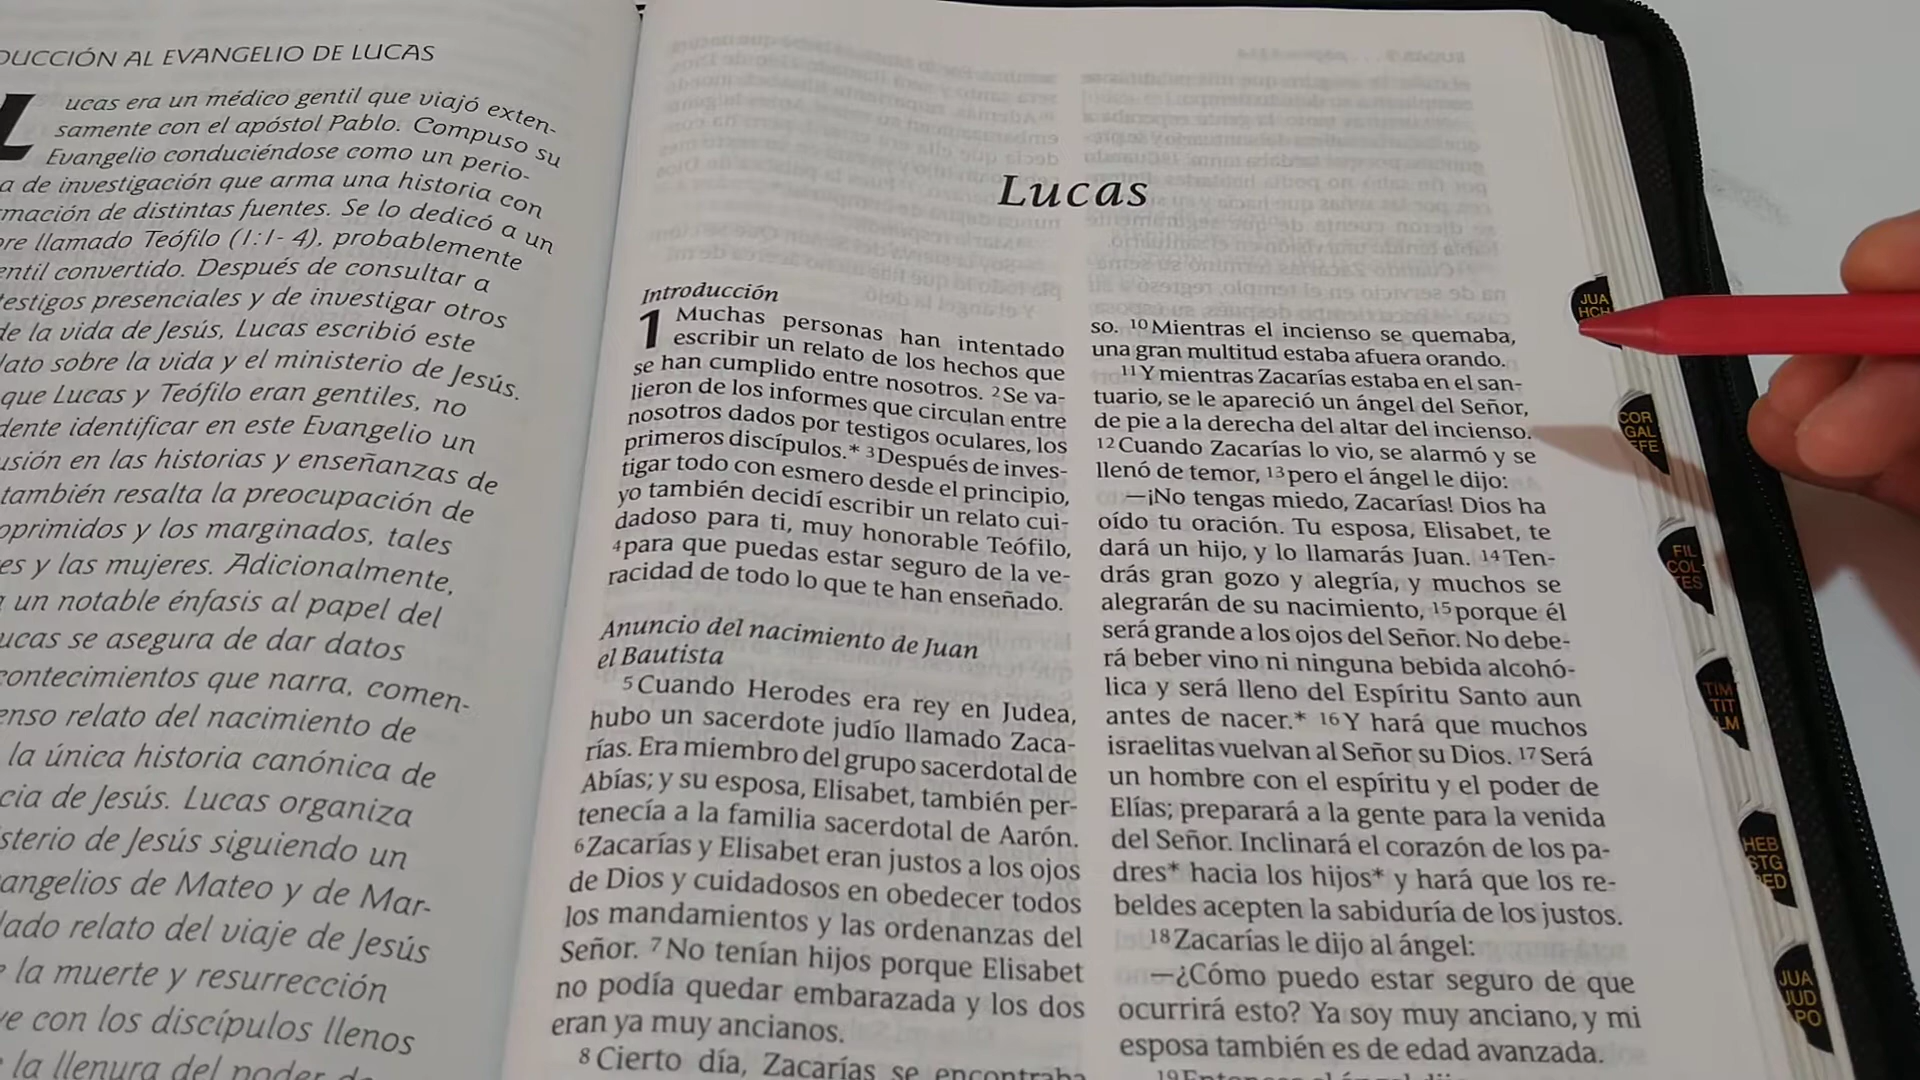 DUCCIÓN AL EVANGELIO DE LUCAS
L
ucas era un médico gentil que viajó exten-
samente con el apóstol Pablo. Compuso su
Evangelio conduciéndose como un perio-
a de investigación que arma una historia con
rmación de distintas fuentes. Se lo dedicó a un
bre llamado Teófilo (1:1- 4), probablemente
entil convertido. Después de consultar a
testigos presenciales y de investigar otros
de la vida de Jesús, Lucas escribió este
lato sobre la vida y el ministerio de Jesús.
que Lucas y Teófilo eran gentiles, no
dente identificar en este Evangelio un
usión en las historias y enseñanzas de
también resalta la preocupación de
oprimidos y los marginados, tales
es y las mujeres. Adicionalmente,
un notable énfasis al papel del
ucas se asegura de dar datos
contecimientos que narra, comen-
enso relato del nacimiento de
la única historia canónica de
cia de Jesús. Lucas organiza
sterio de Jesús siguiendo un
angelios de Mateo y de Mar-
lado relato del viaje de Jesús
la muerte y resurrección
ve con los discípulos llenos
la llenura del poder de
Lucas
Introducción
1 Muchas personas han intentado
escribir un relato de los hechos que
se han cumplido entre nosotros. 2 Se va-
lieron de los informes que circulan entre
nosotros dados por testigos oculares, los
primeros discípulos.* 3 Después de inves-
tigar todo con esmero desde el principio,
yo también decidí escribir un relato cui-
dadoso para ti, muy honorable Teófilo,
4 para que puedas estar seguro de la ve-
racidad de todo lo que te han enseñado.
Anuncio del nacimiento de Juan
el Bautista
5 Cuando Herodes era rey en Judea,
hubo un sacerdote judío llamado Zaca-
rías. Era miembro del grupo sacerdotal de
Abías; y su esposa, Elisabet, también per-
tenecía a la familia sacerdotal de Aarón.
6 Zacarías y Elisabet eran justos a los ojos
de Dios y cuidadosos en obedecer todos
los mandamientos y las ordenanzas del
Señor. 7 No tenían hijos porque Elisabet
no podía quedar embarazada y los dos
eran ya muy ancianos.
8 Cierto día, Zacarías se encontraba
so. 10 Mientras el incienso se quemaba,
una gran multitud estaba afuera orando.
11 Y mientras Zacarías estaba en el san-
tuario, se le apareció un ángel del Señor,
de pie a la derecha del altar del incienso.
12 Cuando Zacarías lo vio, se alarmó y se
llenó de temor, 13 pero el ángel le dijo:
—¡No tengas miedo, Zacarías! Dios ha
oído tu oración. Tu esposa, Elisabet, te
dará un hijo, y lo llamarás Juan. 14 Ten-
drás gran gozo y alegría, y muchos se
alegrarán de su nacimiento, 15 porque él
será grande a los ojos del Señor. No debe-
rá beber vino ni ninguna bebida alcohó-
lica y será lleno del Espíritu Santo aun
antes de nacer.* 16 Y hará que muchos
israelitas vuelvan al Señor su Dios. 17 Será
un hombre con el espíritu y el poder de
Elías; preparará a la gente para la venida
del Señor. Inclinará el corazón de los pa-
dres* hacia los hijos* y hará que los re-
beldes acepten la sabiduría de los justos.
18 Zacarías le dijo al ángel:
—¿Cómo puedo estar seguro de que
ocurrirá esto? Ya soy muy anciano, y mi
esposa también es de edad avanzada.
JUA
HCH
COR
GAL
EFE
FIL
COL
TES
TIM
TIT
FLM
HEB
STG
PED
JUA
JUD
APO